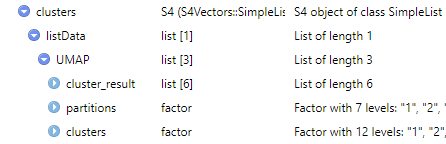 clusters S4 (S4Vectors::SimpleLis S4 object of class SimpleList
listData list [1] List of length 1
UMAP list [3] List of length 3
cluster_result list [6] List of length 6
partitions factor Factor with 7 levels: "1", "2", "
clusters factor Factor with 12 levels: "1", "2",